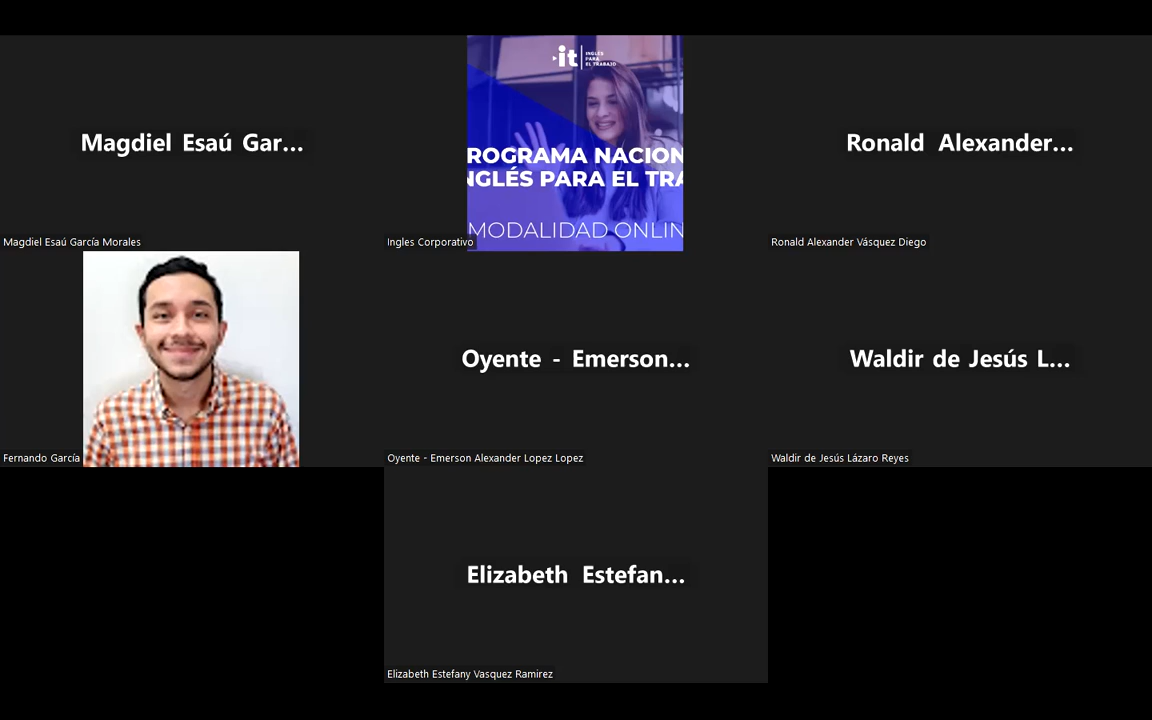 Magdiel Esaú Gar...
Magdiel Esaú García Morales
it
INGLES
PARA
EL TRABAJO
ROGRAMA NACION
NGLÉS PARA EL TRA
MODALIDAD ONLIN
Ingles Corporativo
Ronald Alexander...
Ronald Alexander Vásquez Diego
Fernando García
Oyente - Emerson...
Oyente - Emerson Alexander Lopez Lopez
Waldir de Jesús L...
Waldir de Jesús Lázaro Reyes
Elizabeth Estefan...
Elizabeth Estefany Vasquez Ramirez